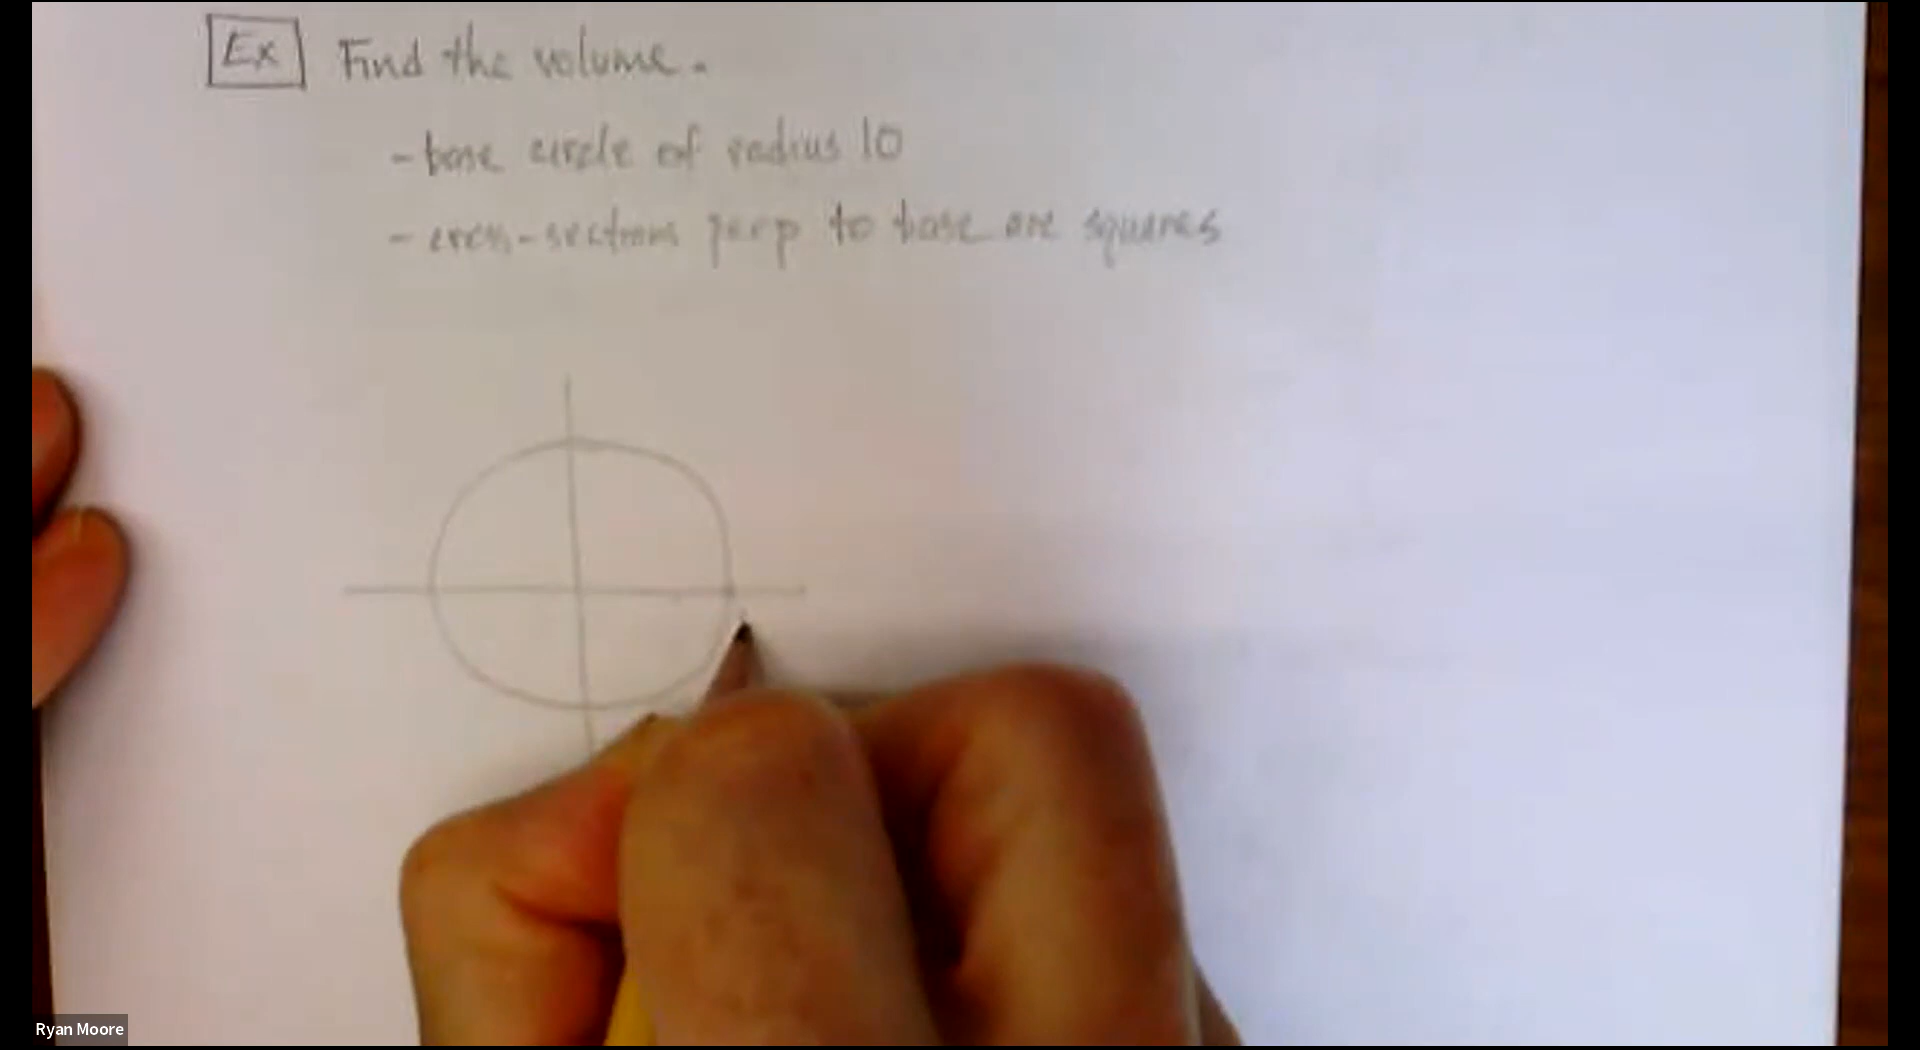 Ex Find the volume.
- base circle of radius 10
- cross-sections perp to base are squares
Ryan Moore